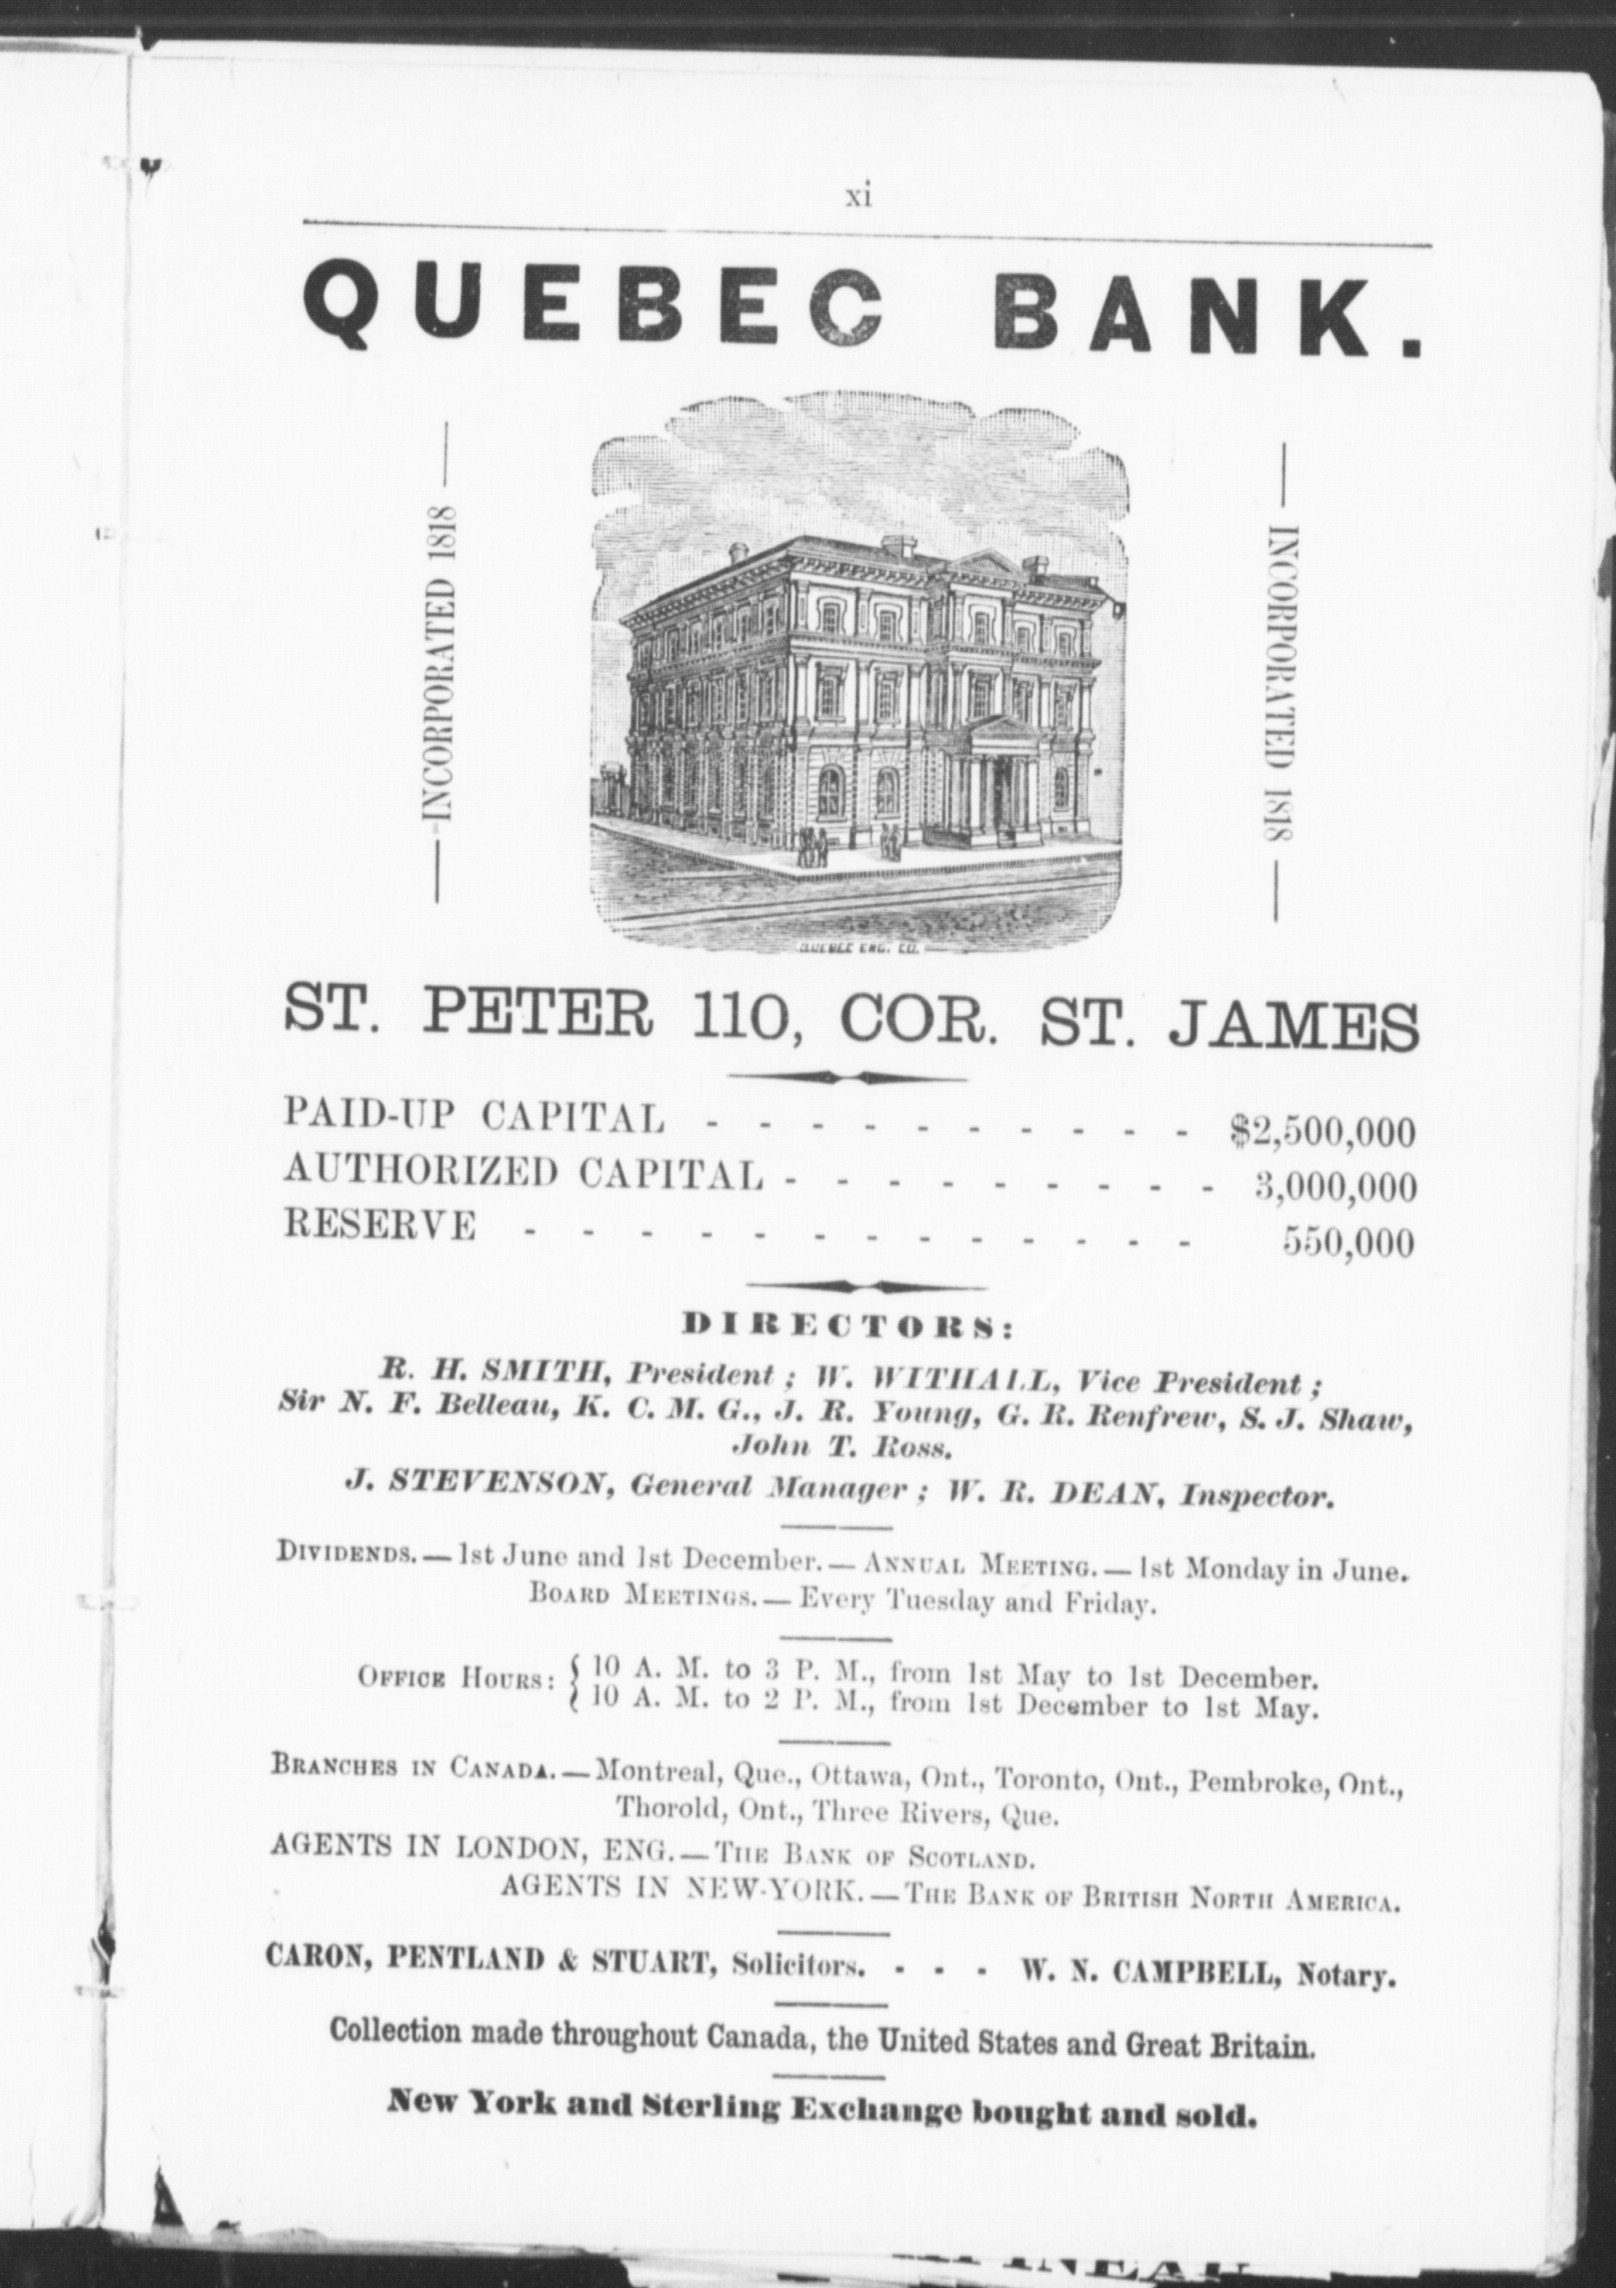 xi
QUEBEC BANK.
INCORPORATED 1818
INCORPORATED 1818
QUEBEC ENG. CO.
ST. PETER 110, COR. ST. JAMES
PAID-UP CAPITAL - - - - - - - - - - $2,500,000
AUTHORIZED CAPITAL - - - - - - - - - 3,000,000
RESERVE - - - - - - - - - - - - 550,000
DIRECTORS:
R. H. SMITH, President ; W. WITHALL, Vice President ;
Sir N. F. Belleau, K. C. M. G., J. R. Young, G. R. Renfrew, S. J. Shaw,
John T. Ross.
J. STEVENSON, General Manager ; W. R. DEAN, Inspector.
DIVIDENDS.—1st June and 1st December.—ANNUAL MEETING.—1st Monday in June.
BOARD MEETINGS.—Every Tuesday and Friday.
OFFICE HOURS: { 10 A. M. to 3 P. M., from 1st May to 1st December.
{ 10 A. M. to 2 P. M., from 1st December to 1st May.
BRANCHES IN CANADA.—Montreal, Que., Ottawa, Ont., Toronto, Ont., Pembroke, Ont.,
Thorold, Ont., Three Rivers, Que.
AGENTS IN LONDON, ENG.—THE BANK OF SCOTLAND.
AGENTS IN NEW-YORK.—THE BANK OF BRITISH NORTH AMERICA.
CARON, PENTLAND & STUART, Solicitors. - - - W. N. CAMPBELL, Notary.
Collection made throughout Canada, the United States and Great Britain.
New York and Sterling Exchange bought and sold.